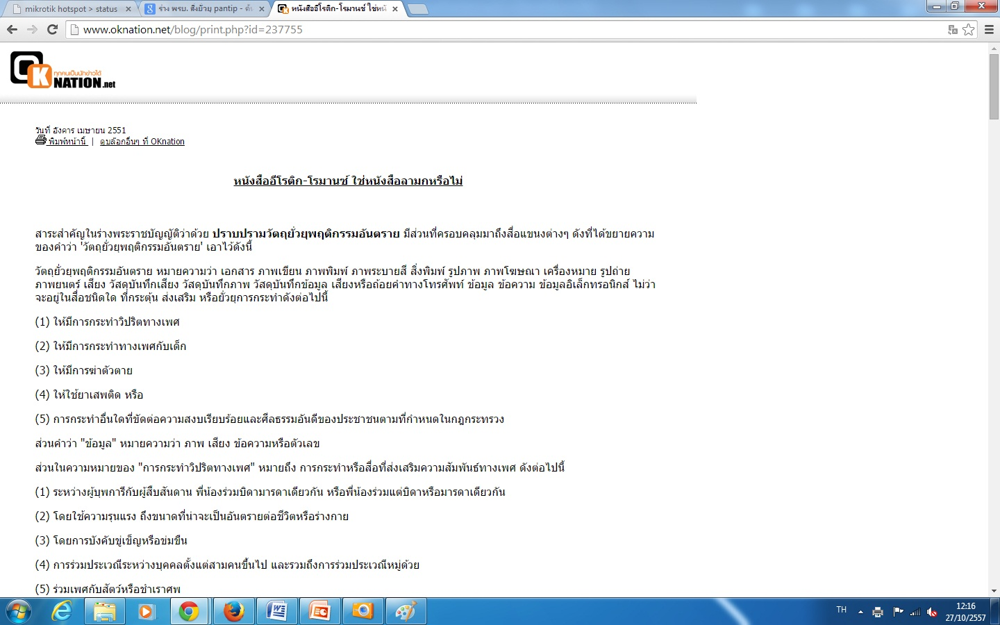 mikrotik hotspot > status
ร่าง พรบ. สิ่งยั่วยุ pantip - ค้น
หนังสืออีโรติก-โรมานซ์ ใช่หนั
www.oknation.net/blog/print.php?id=237755
OK
ทุกคนเป็นนักข่าวได้
NATION.net
วันที่ อังคาร เมษายน 2551
พิมพ์หน้านี้ | ดูบล๊อกอื่นๆ ที่ OKnation
หนังสืออีโรติก-โรมานซ์ ใช่หนังสือลามกหรือไม่
สาระสำคัญในร่างพระราชบัญญัติว่าด้วย ปราบปรามวัตถุยั่วยุพฤติกรรมอันตราย มีส่วนที่ครอบคลุมมาถึงสื่อแขนงต่างๆ ดังที่ได้ขยายความ
ของคำว่า 'วัตถุยั่วยุพฤติกรรมอันตราย' เอาไว้ดังนี้
วัตถุยั่วยุพฤติกรรมอันตราย หมายความว่า เอกสาร ภาพเขียน ภาพพิมพ์ ภาพระบายสี สิ่งพิมพ์ รูปภาพ ภาพโฆษณา เครื่องหมาย รูปถ่าย
ภาพยนตร์ เสียง วัสดุบันทึกเสียง วัสดุบันทึกภาพ วัสดุบันทึกข้อมูล เสียงหรือถ้อยคำทางโทรศัพท์ ข้อมูล ข้อความ ข้อมูลอิเล็กทรอนิกส์ ไม่ว่า
จะอยู่ในสื่อชนิดใด ที่กระตุ้น ส่งเสริม หรือยั่วยุการกระทำดังต่อไปนี้
(1) ให้มีการกระทำวิปริตทางเพศ
(2) ให้มีการกระทำทางเพศกับเด็ก
(3) ให้มีการฆ่าตัวตาย
(4) ให้ใช้ยาเสพติด หรือ
(5) การกระทำอื่นใดที่ขัดต่อความสงบเรียบร้อยและศีลธรรมอันดีของประชาชนตามที่กำหนดในกฎกระทรวง
ส่วนคำว่า "ข้อมูล" หมายความว่า ภาพ เสียง ข้อความหรือตัวเลข
ส่วนในความหมายของ "การกระทำวิปริตทางเพศ" หมายถึง การกระทำหรือสื่อที่ส่งเสริมความสัมพันธ์ทางเพศ ดังต่อไปนี้
(1) ระหว่างผู้บุพการีกับผู้สืบสันดาน พี่น้องร่วมบิดามารดาเดียวกัน หรือพี่น้องร่วมแต่บิดาหรือมารดาเดียวกัน
(2) โดยใช้ความรุนแรง ถึงขนาดที่น่าจะเป็นอันตรายต่อชีวิตหรือร่างกาย
(3) โดยการบังคับขู่เข็ญหรือข่มขืน
(4) การร่วมประเวณีระหว่างบุคคลตั้งแต่สามคนขึ้นไป และรวมถึงการร่วมประเวณีหมู่ด้วย
(5) ร่วมเพศกับสัตว์หรือชำเราศพ
TH
12:16
27/10/2557